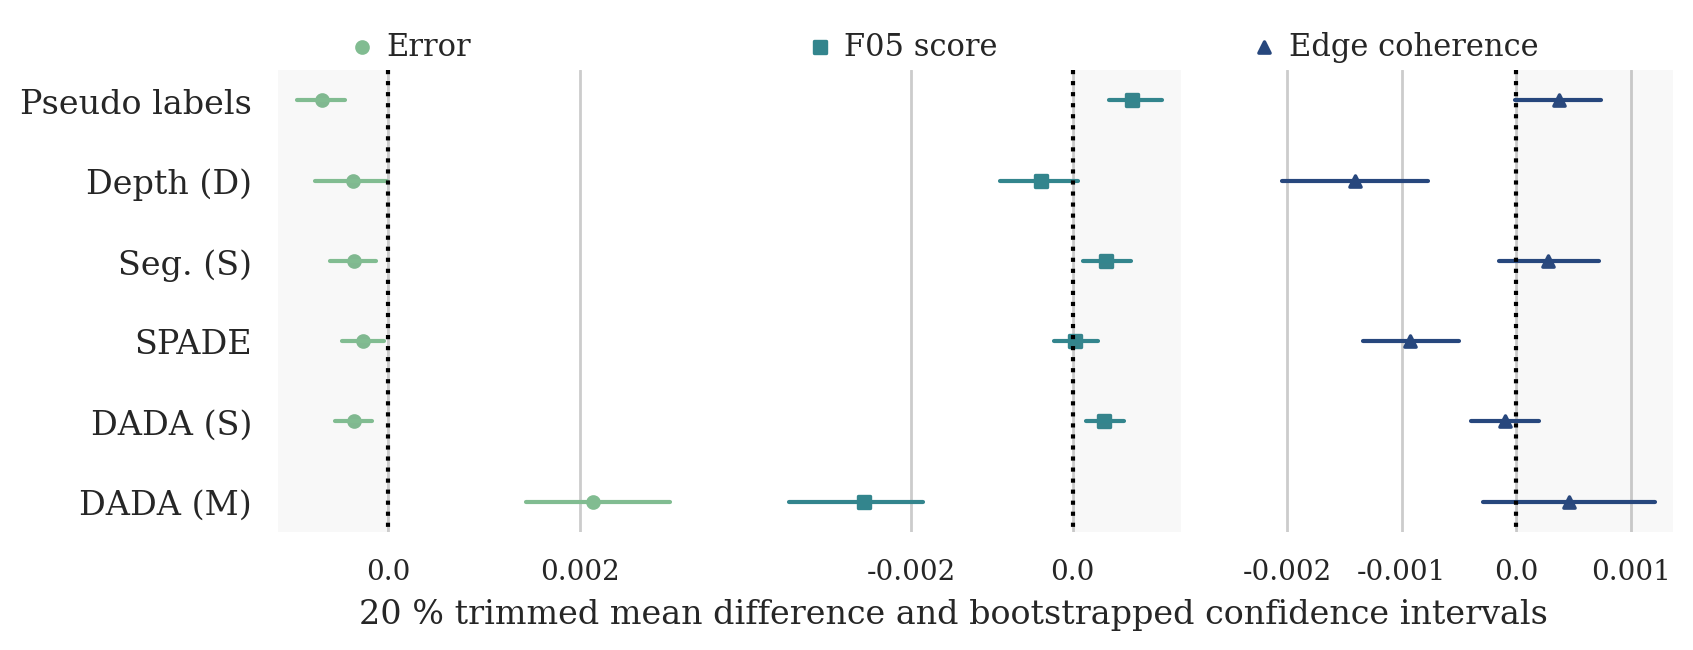 Error F05 score Edge coherence
Pseudo labels
Depth (D)
Seg. (S)
SPADE
DADA (S)
DADA (M)
0.0 0.002 -0.002 0.0 -0.002 -0.001 0.0 0.001
20 % trimmed mean difference and bootstrapped confidence intervals